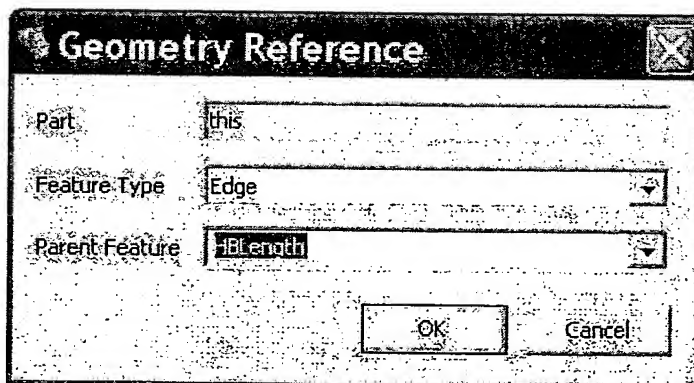 Geometry Reference
Part this
Feature Type Edge
Parent Feature HBLength
OK Cancel